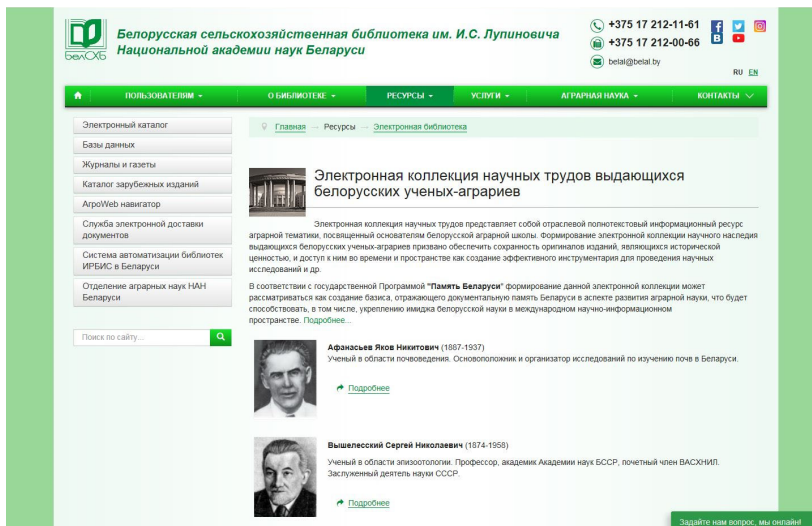 БелСХБ
Белорусская сельскохозяйственная библиотека им. И.С. Лупиновича
Национальной академии наук Беларуси
+375 17 212-11-61
+375 17 212-00-66
belal@belal.by
RU EN
ПОЛЬЗОВАТЕЛЯМ О БИБЛИОТЕКЕ РЕСУРСЫ УСЛУГИ АГРАРНАЯ НАУКА КОНТАКТЫ
Электронный каталог
Базы данных
Журналы и газеты
Каталог зарубежных изданий
АгроWeb навигатор
Служба электронной доставки
документов
Система автоматизации библиотек
ИРБИС в Беларуси
Отделение аграрных наук НАН
Беларуси
Поиск по сайту...
Главная → Ресурсы → Электронная библиотека
Электронная коллекция научных трудов выдающихся
белорусских ученых-аграриев
Электронная коллекция научных трудов представляет собой отраслевой полнотекстовый информационный ресурс
аграрной тематики, посвященный основателям белорусской аграрной школы. Формирование электронной коллекции научного наследия
выдающихся белорусских ученых-аграриев призвано обеспечить сохранность оригиналов изданий, являющихся исторической
ценностью, и доступ к ним во времени и пространстве как создание эффективного инструментария для проведения научных
исследований и др.
В соответствии с государственной Программой "Память Беларуси" формирование данной электронной коллекции может
рассматриваться как создание базиса, отражающего документальную память Беларуси в аспекте развития аграрной науки, что будет
способствовать, в том числе, укреплению имиджа белорусской науки в международном научно-информационном
пространстве. Подробнее...
Афанасьев Яков Никитович (1887-1937)
Ученый в области почвоведения. Основоположник и организатор исследований по изучению почв в Беларуси.
Подробнее
Вышелесский Сергей Николаевич (1874-1958)
Ученый в области эпизоотологии. Профессор, академик Академии наук БССР, почетный член ВАСХНИЛ.
Заслуженный деятель науки СССР.
Подробнее
Задайте нам вопрос, мы онлайн!